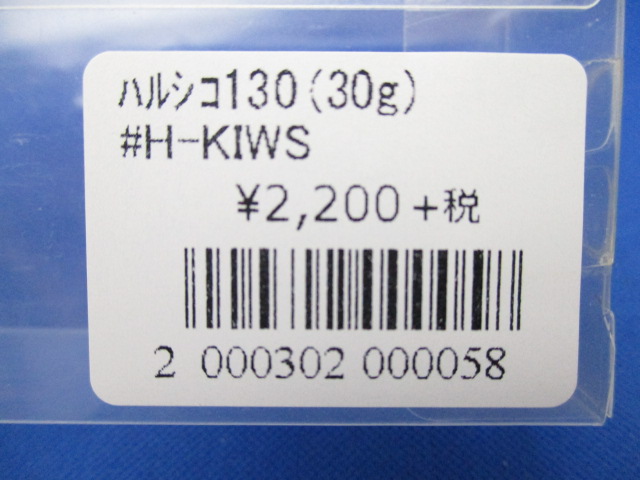 ﾊﾙｼｺ130(30g)
#H-KIWS
¥2,200+税
2 000302 000058